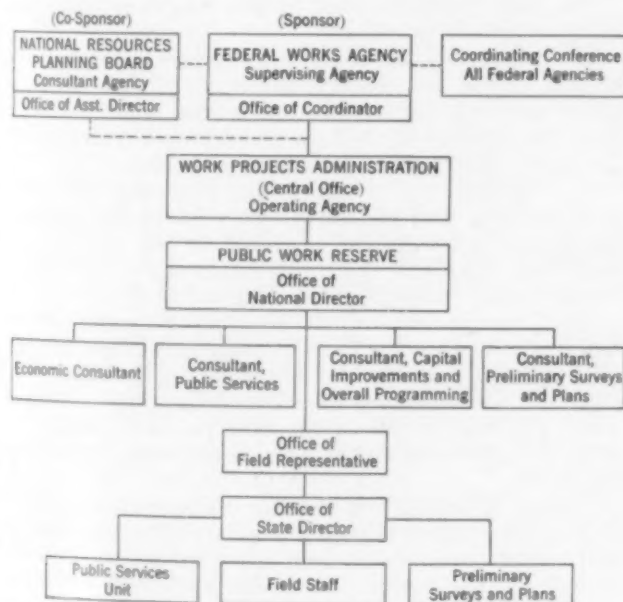 (Co-Sponsor)
NATIONAL RESOURCES
PLANNING BOARD
Consultant Agency
Office of Asst. Director
(Sponsor)
FEDERAL WORKS AGENCY
Supervising Agency
Office of Coordinator
Coordinating Conference
All Federal Agencies
WORK PROJECTS ADMINISTRATION
(Central Office)
Operating Agency
PUBLIC WORK RESERVE
Office of
National Director
Economic Consultant
Consultant,
Public Services
Consultant, Capital
Improvements and
Overall Programming
Consultant,
Preliminary Surveys
and Plans
Office of
Field Representative
Office of
State Director
Public Services
Unit
Field Staff
Preliminary
Surveys and Plans